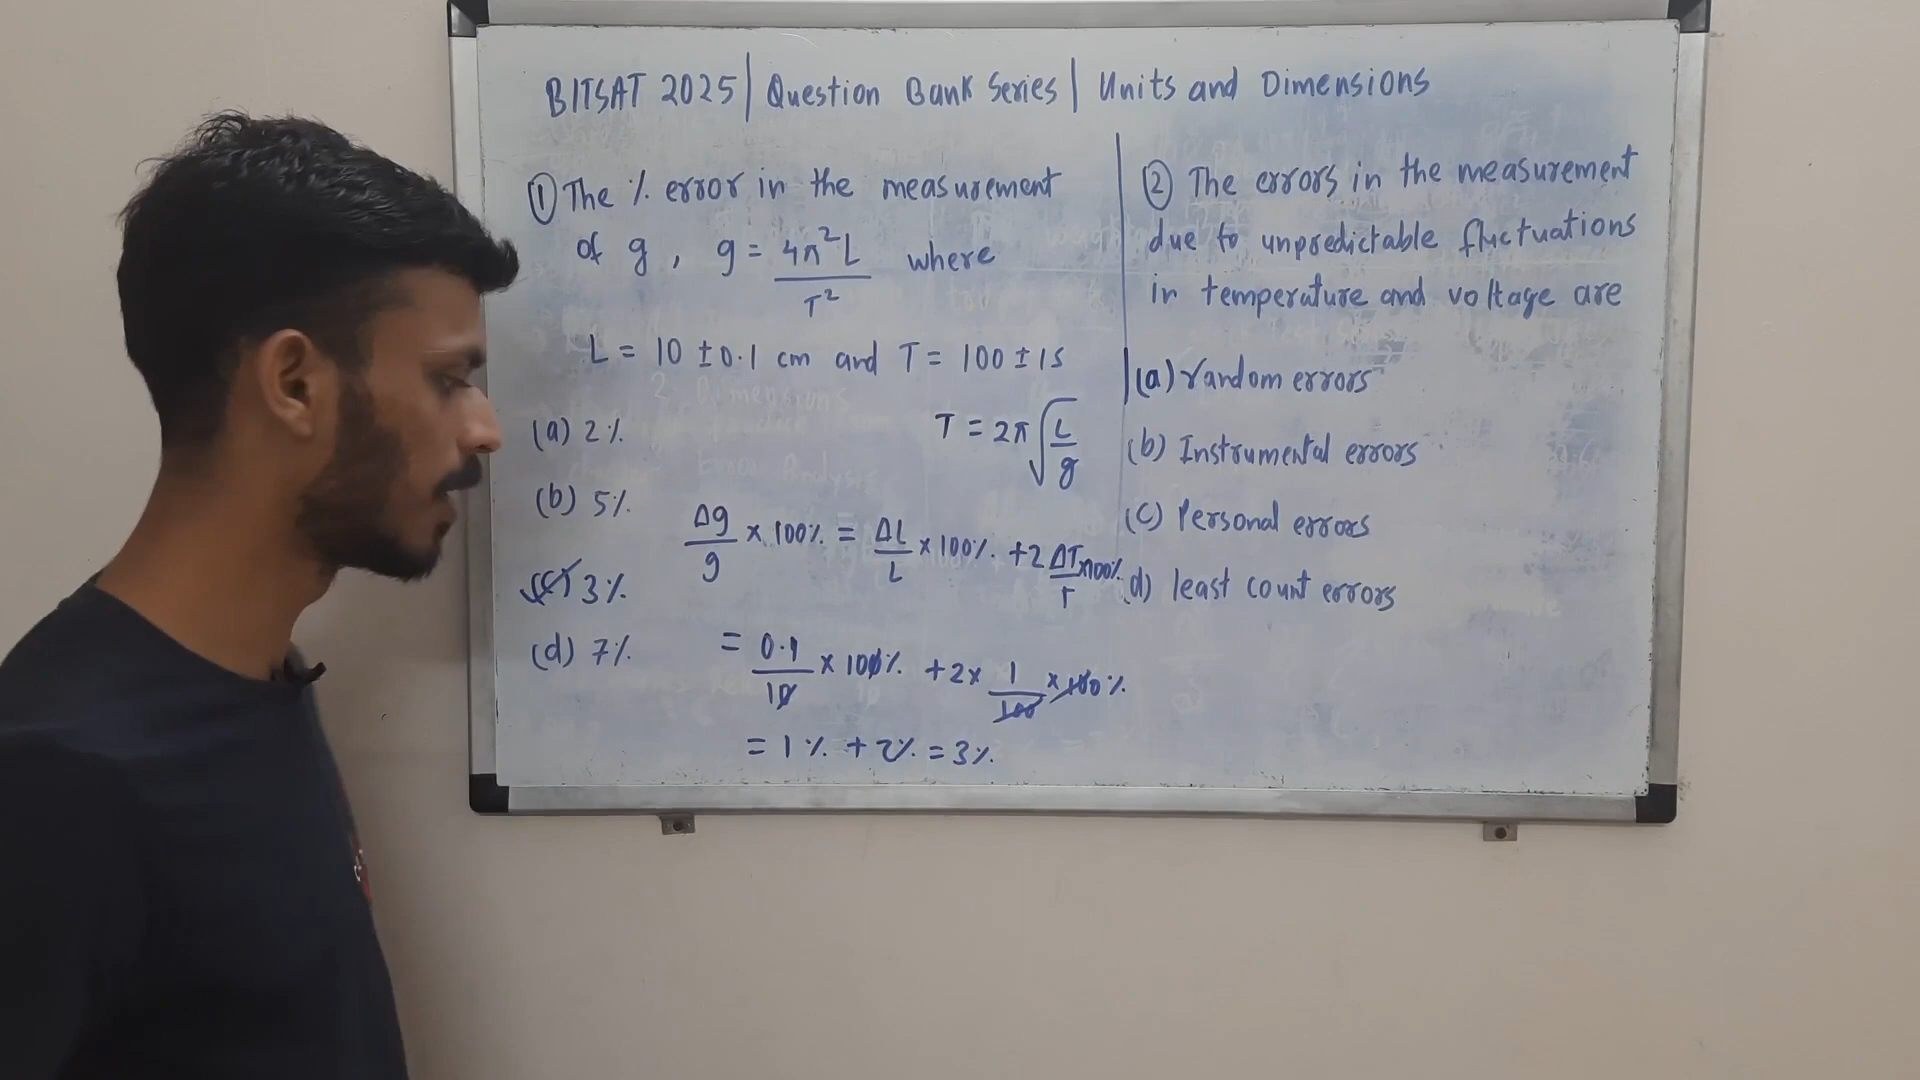 BITSAT 2025 | Question Bank Series | Units and Dimensions
① The % error in the measurement
of g, g = 4π²L / T² where
L = 10 ± 0.1 cm and T = 100 ± 1s
(a) 2%
T = 2π√(L/g)
(b) 5%
Δg/g × 100% = ΔL/L × 100% + 2 ΔT/T × 100%
(c) 3%
(d) 7%
= 0.1/10 × 100% + 2 × 1/100 × 100%
= 1% + 2% = 3%
② The errors in the measurement
due to unpredictable fluctuations
in temperature and voltage are
(a) random errors
(b) Instrumental errors
(c) Personal errors
d) least count errors